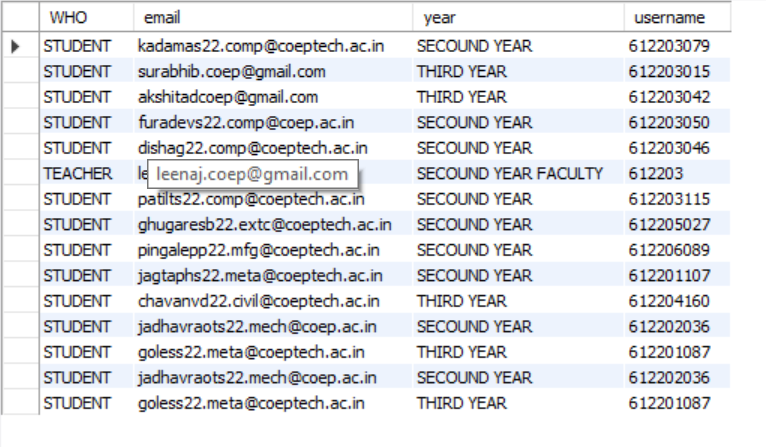 WHO email year username
STUDENT kadamas22.comp@coeptech.ac.in SECOUND YEAR 612203079
STUDENT surabhib.coep@gmail.com THIRD YEAR 612203015
STUDENT akshitadcoep@gmail.com THIRD YEAR 612203042
STUDENT furadevs22.comp@coep.ac.in SECOUND YEAR 612203050
STUDENT dishag22.comp@coeptech.ac.in SECOUND YEAR 612203046
TEACHER leenaj.coep@gmail.com SECOUND YEAR FACULTY 612203
STUDENT patilts22.comp@coeptech.ac.in SECOUND YEAR 612203115
STUDENT ghugaresb22.extc@coeptech.ac.in SECOUND YEAR 612205027
STUDENT pingalepp22.mfg@coeptech.ac.in SECOUND YEAR 612206089
STUDENT jagtaphs22.meta@coeptech.ac.in SECOUND YEAR 612201107
STUDENT chavanvd22.civil@coeptech.ac.in THIRD YEAR 612204160
STUDENT jadhavraots22.mech@coep.ac.in SECOUND YEAR 612202036
STUDENT goless22.meta@coeptech.ac.in THIRD YEAR 612201087
STUDENT jadhavraots22.mech@coep.ac.in SECOUND YEAR 612202036
STUDENT goless22.meta@coeptech.ac.in THIRD YEAR 612201087